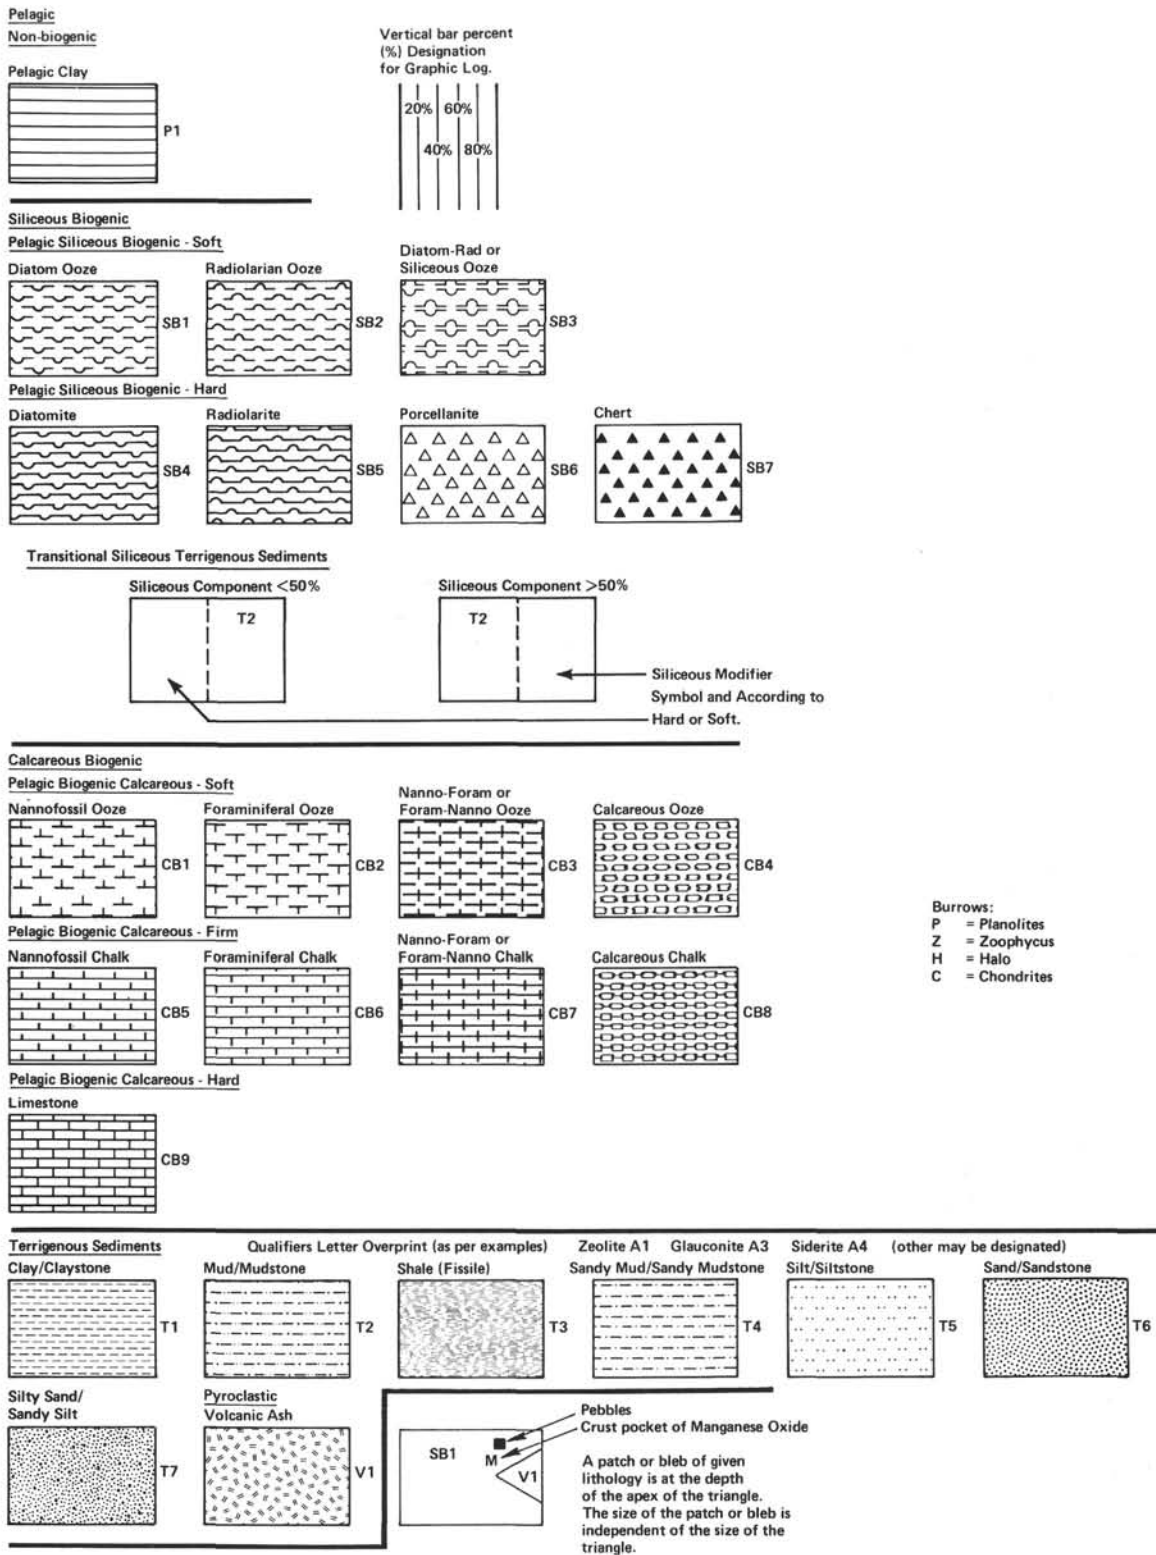 Pelagic
Non-biogenic
Pelagic Clay
P1
Vertical bar percent
(%) Designation
for Graphic Log.
20% 60%
40% 80%
Siliceous Biogenic
Pelagic Siliceous Biogenic - Soft
Diatom Ooze
SB1
Radiolarian Ooze
SB2
Diatom-Rad or
Siliceous Ooze
SB3
Pelagic Siliceous Biogenic - Hard
Diatomite
SB4
Radiolarite
SB5
Porcellanite
SB6
Chert
SB7
Transitional Siliceous Terrigenous Sediments
Siliceous Component <50%
T2
Siliceous Component >50%
T2
Siliceous Modifier
Symbol and According to
Hard or Soft.
Calcareous Biogenic
Pelagic Biogenic Calcareous - Soft
Nannofossil Ooze
CB1
Foraminiferal Ooze
CB2
Nanno-Foram or
Foram-Nanno Ooze
CB3
Calcareous Ooze
CB4
Pelagic Biogenic Calcareous - Firm
Nannofossil Chalk
CB5
Foraminiferal Chalk
CB6
Nanno-Foram or
Foram-Nanno Chalk
CB7
Calcareous Chalk
CB8
Burrows:
P = Planolites
Z = Zoophycus
H = Halo
C = Chondrites
Pelagic Biogenic Calcareous - Hard
Limestone
CB9
Terrigenous Sediments
Qualifiers Letter Overprint (as per examples) Zeolite A1 Glauconite A3 Siderite A4 (other may be designated)
Clay/Claystone
T1
Mud/Mudstone
T2
Shale (Fissile)
T3
Sandy Mud/Sandy Mudstone
T4
Silt/Siltstone
T5
Sand/Sandstone
T6
Silty Sand/
Sandy Silt
T7
Pyroclastic
Volcanic Ash
V1
SB1
M
V1
Pebbles
Crust pocket of Manganese Oxide
A patch or bleb of given
lithology is at the depth
of the apex of the triangle.
The size of the patch or bleb is
independent of the size of the
triangle.